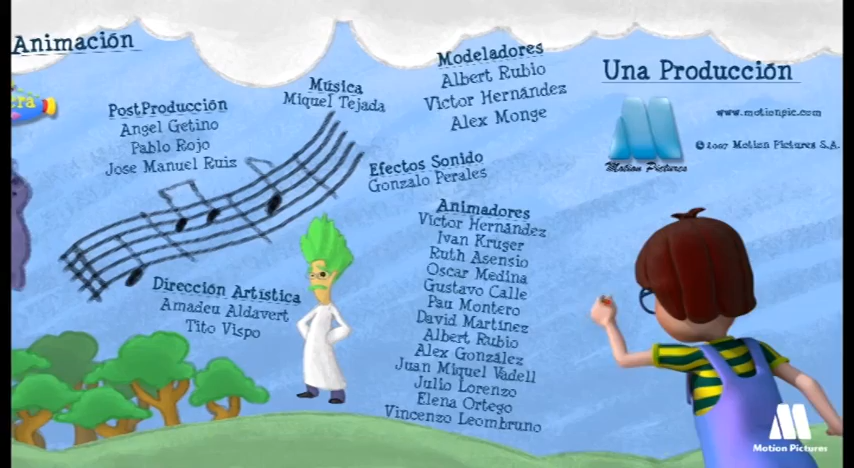 Animación
era
PostProducción
Angel Getino
Pablo Rojo
Jose Manuel Ruiz
Dirección Artística
Amadeu Aldavert
Tito Vispo
Música
Miquel Tejada
Modeladores
Albert Rubio
Victor Hernández
Alex Monge
Efectos Sonido
Gonzalo Perales
Animadores
Victor Hernández
Ivan Kruger
Ruth Asensio
Oscar Medina
Gustavo Calle
Pau Montero
David Martinez
Albert Rubio
Alex González
Juan Miquel Vadell
Julio Lorenzo
Elena Ortego
Vincenzo Leombruno
Una Producción
Motion Pictures
www.motionpic.com
© 2007 Motion Pictures S.A.
Motion Pictures